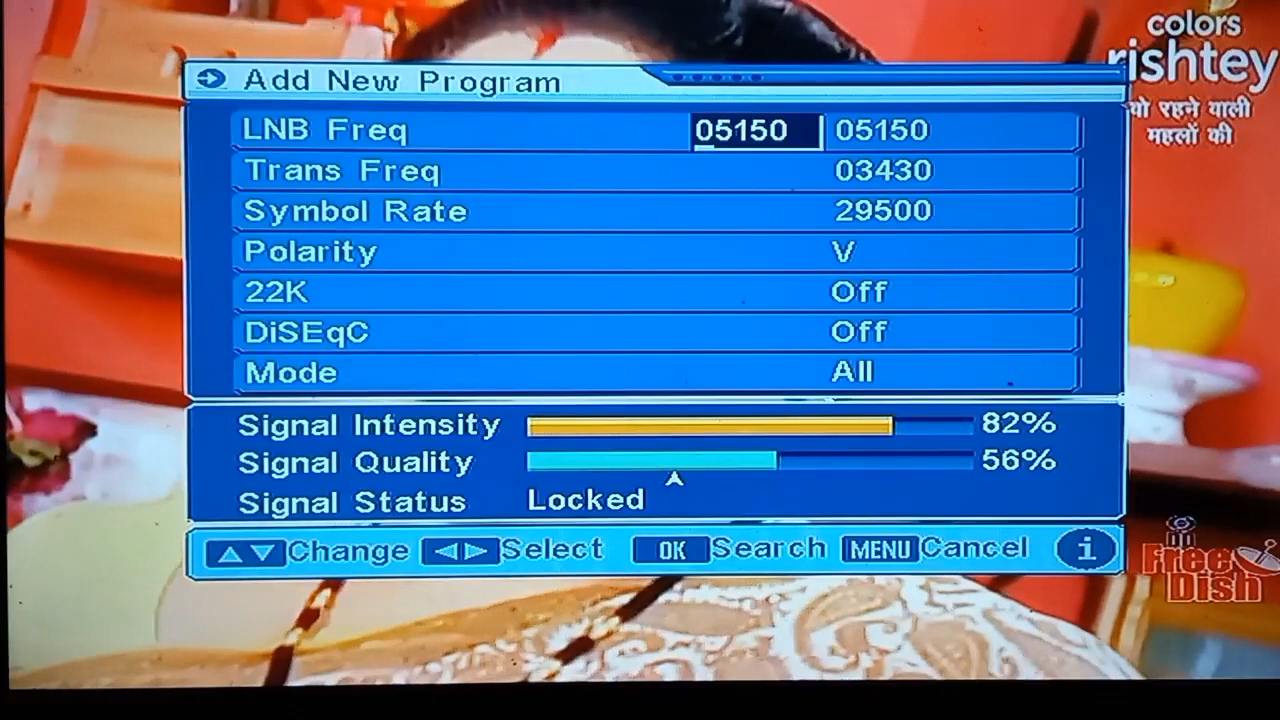 colors
rishtey
महलों की
Add New Program
LNB Freq 05150 05150
Trans Freq 03430
Symbol Rate 29500
Polarity V
22K Off
DiSEqC Off
Mode All
Signal Intensity 82%
Signal Quality 56%
Signal Status Locked
Change Select OK Search MENU Cancel i
DD
Free
Dish